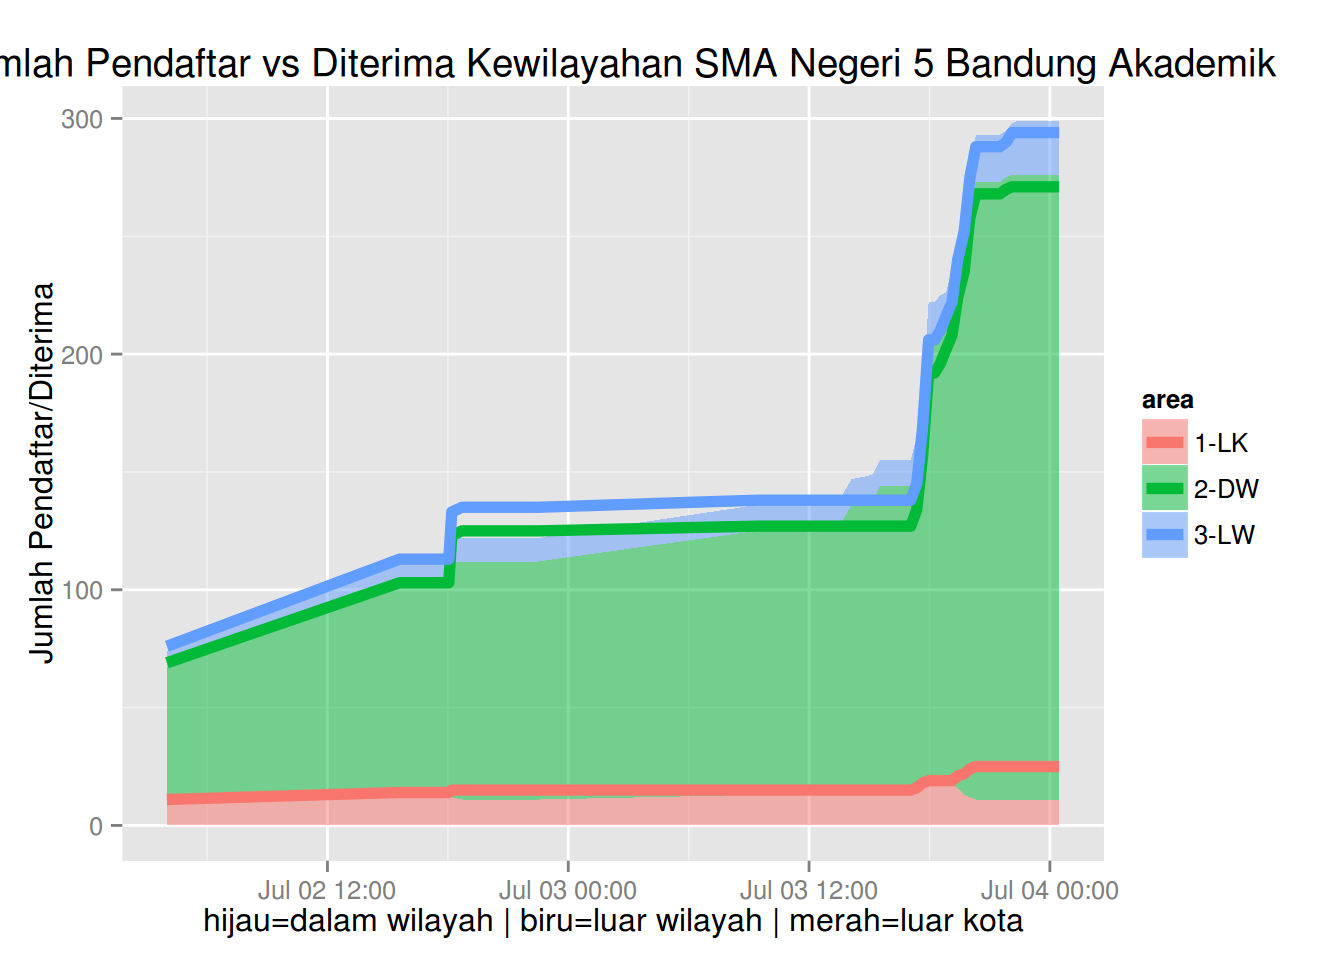 mlah Pendaftar vs Diterima Kewilayahan SMA Negeri 5 Bandung Akademik
Jumlah Pendaftar/Diterima
300
200
100
0
Jul 02 12:00
Jul 03 00:00
Jul 03 12:00
Jul 04 00:00
hijau=dalam wilayah | biru=luar wilayah | merah=luar kota
area
1-LK
2-DW
3-LW